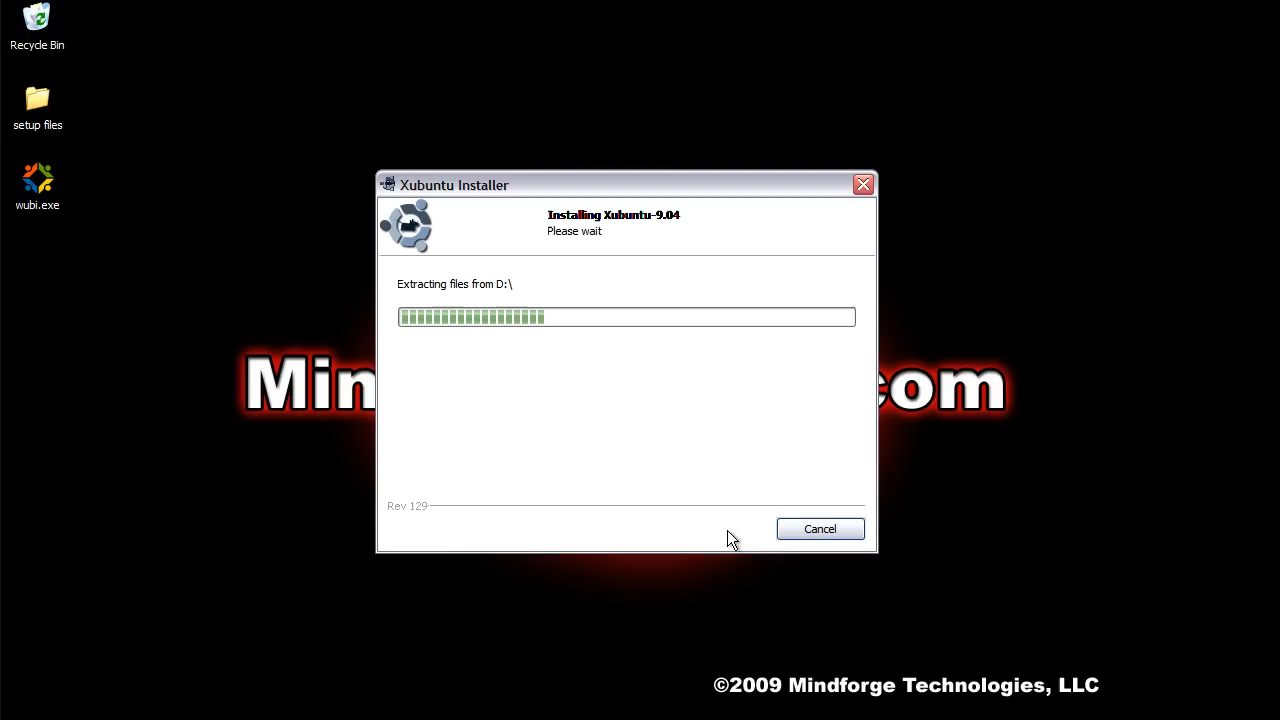 Recycle Bin
setup files
wubi.exe
Xubuntu Installer
Installing Xubuntu-9.04
Please wait
Extracting files from D:\
Min com
Rev 129
Cancel
©2009 Mindforge Technologies, LLC